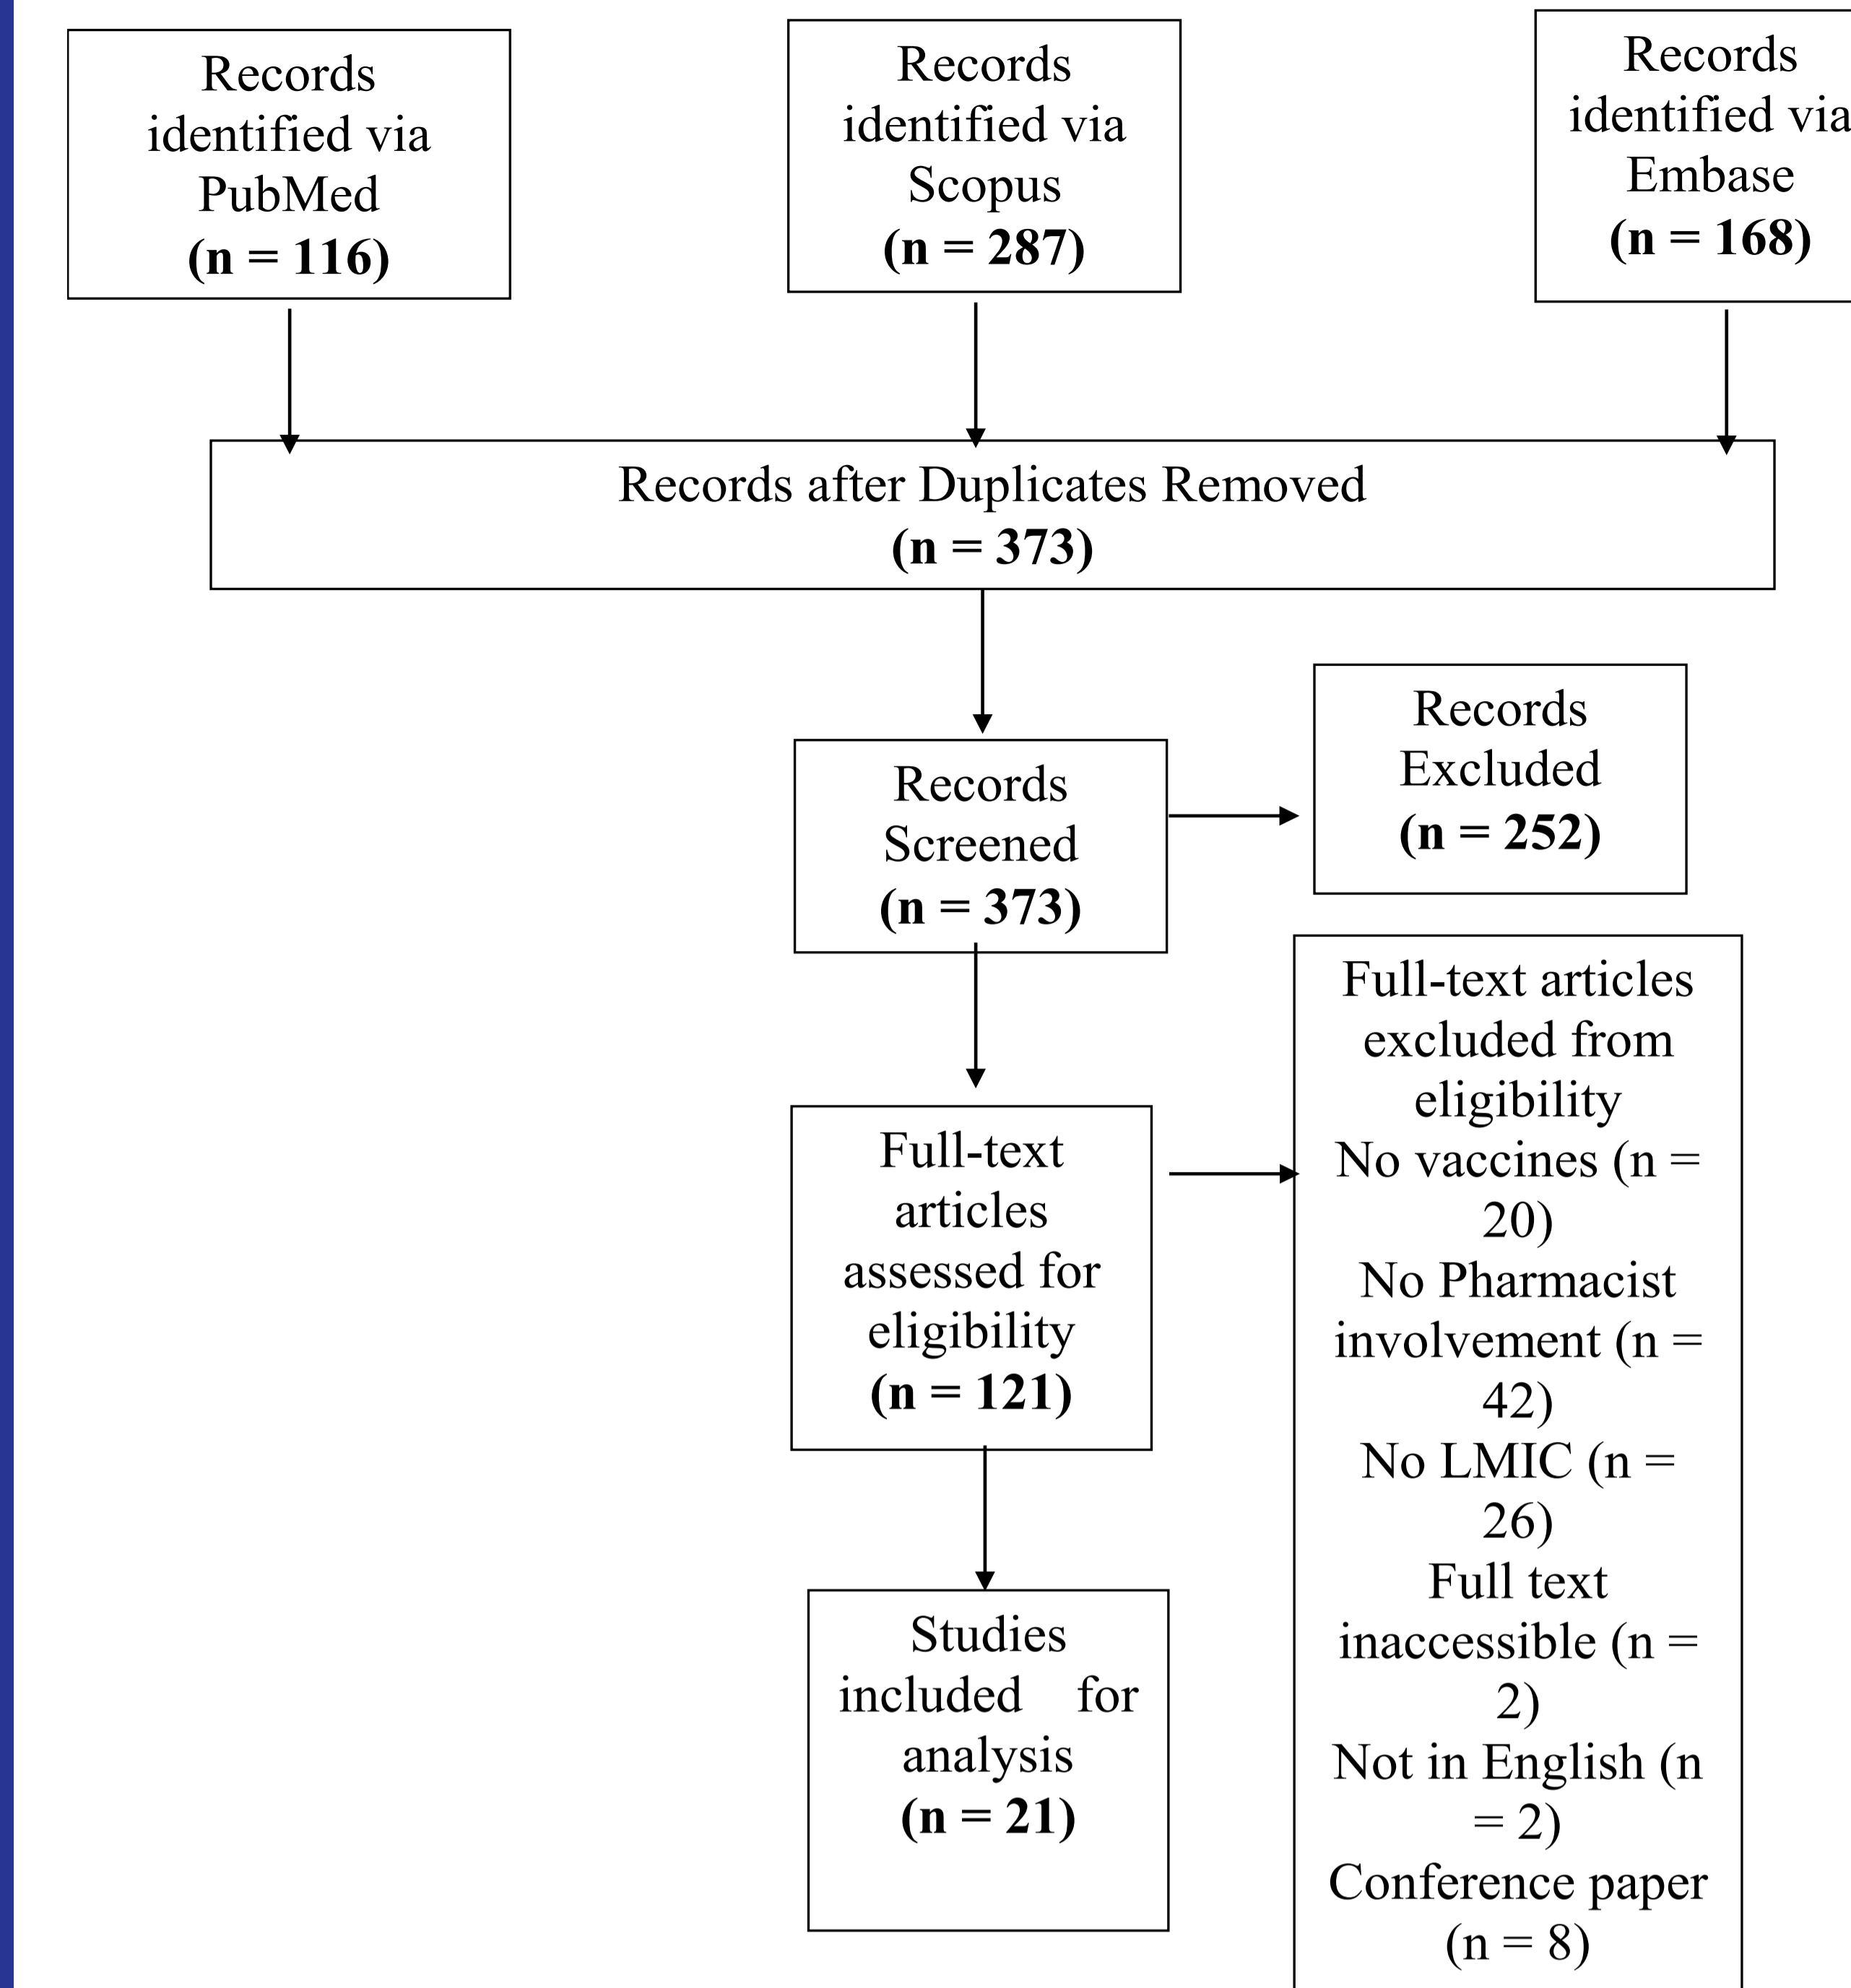 Records
identified via
PubMed
(n = 116)
Records
identified via
Scopus
(n = 287)
Records
identified via
Embase
(n = 168)
Records after Duplicates Removed
(n = 373)
Records
Screened
(n = 373)
Records
Excluded
(n = 252)
Full-text
articles
assessed for
eligibility
(n = 121)
Full-text articles
excluded from
eligibility
No vaccines (n =
20)
No Pharmacist
involvement (n =
42)
No LMIC (n =
26)
Full text
inaccessible (n =
2)
Not in English (n
= 2)
Conference paper
(n = 8)
Studies
included for
analysis
(n = 21)